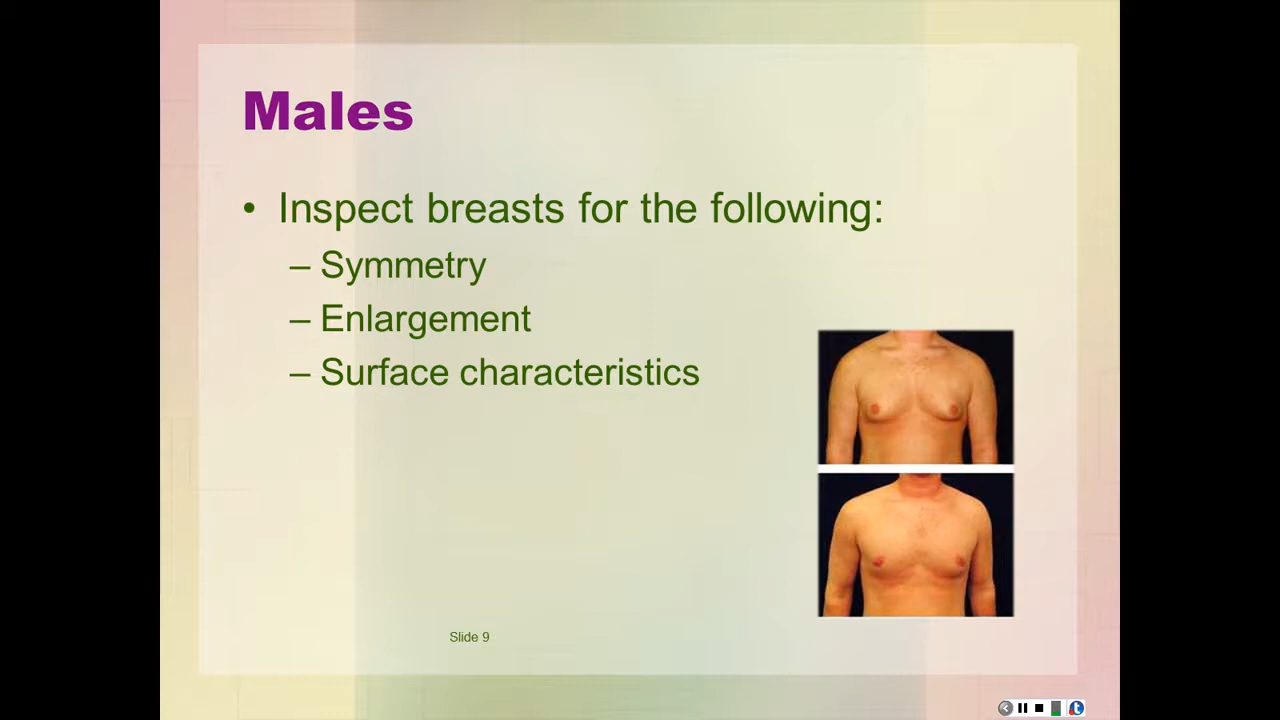 Males
• Inspect breasts for the following:
– Symmetry
– Enlargement
– Surface characteristics
Slide 9